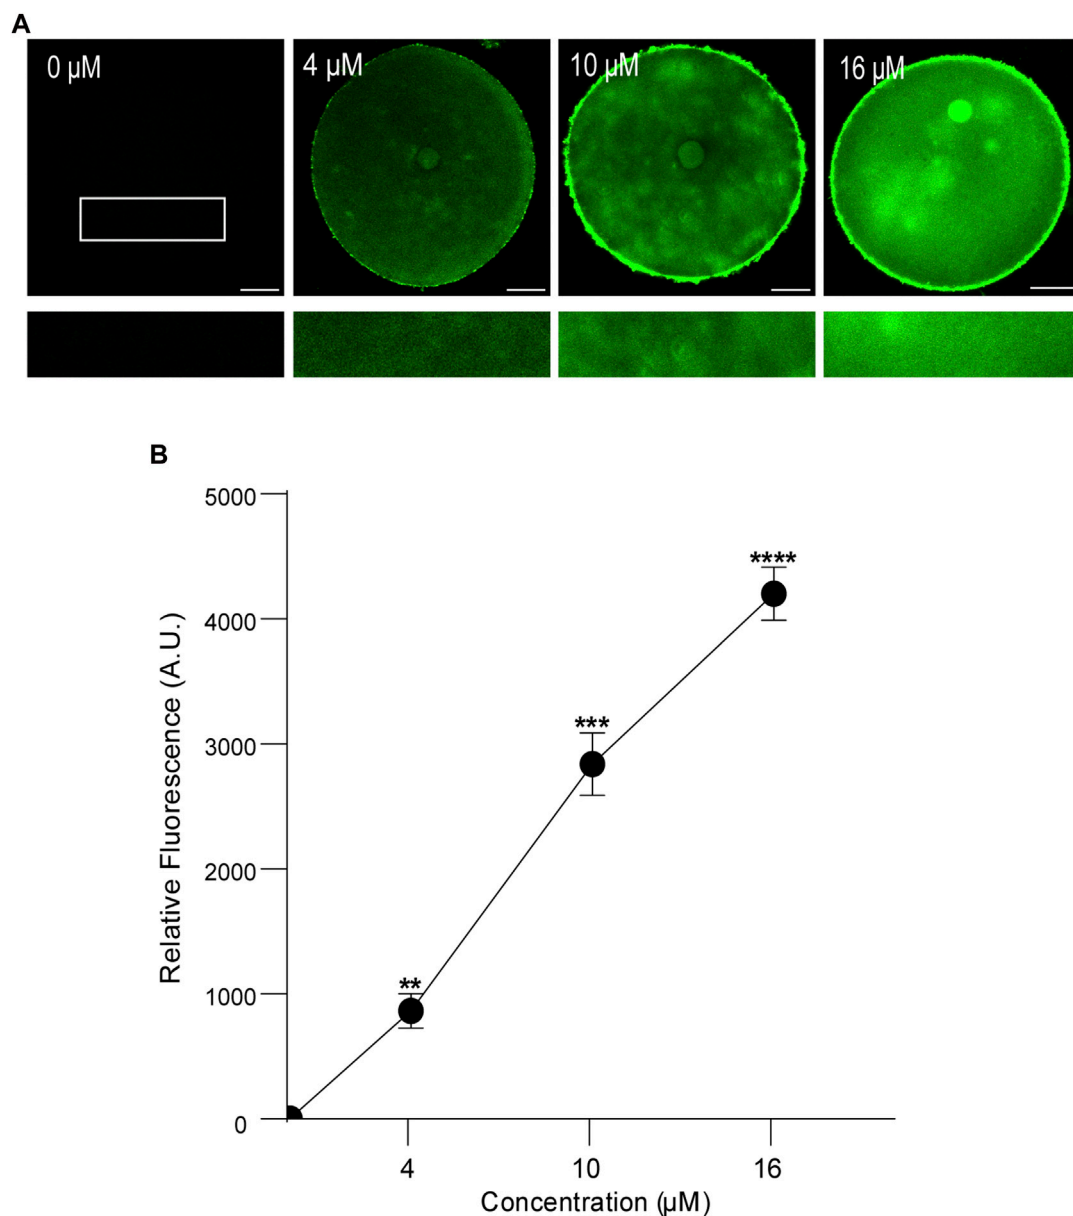 A
0 µM
4 µM
10 µM
16 µM
B
5000
4000
3000
2000
1000
0
Relative Fluorescence (A.U.)
**
***
****
4
10
16
Concentration (µM)